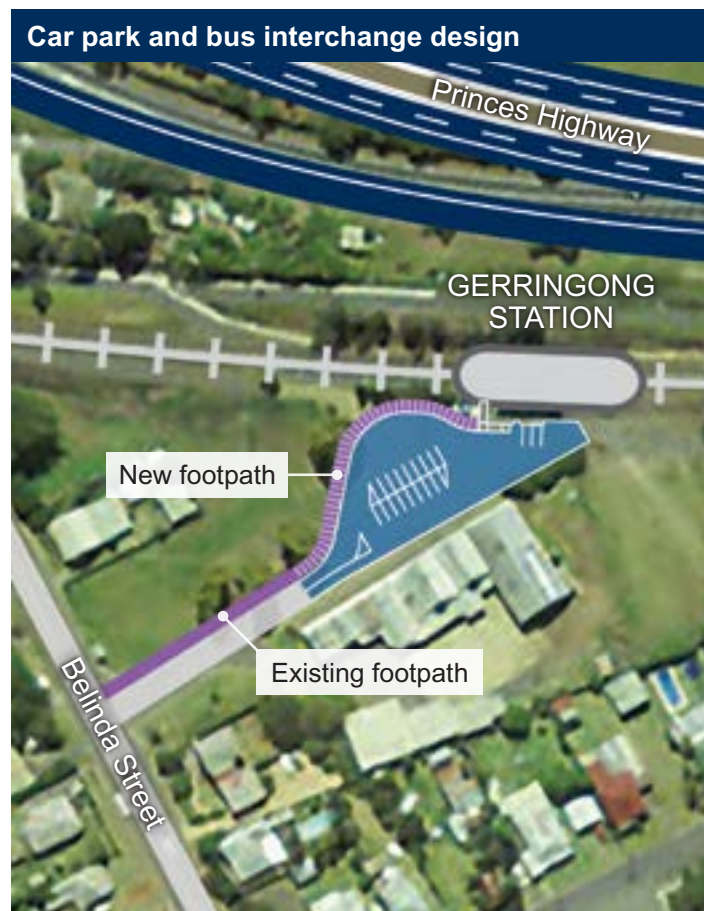 Car park and bus interchange design
Princes Highway
GERRINGONG
STATION
New footpath
Existing footpath
Belinda Street